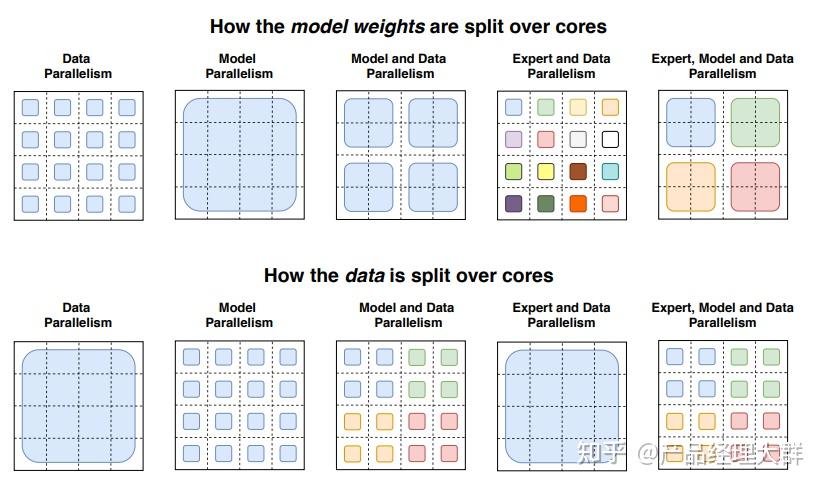 How the model weights are split over cores
Data
Parallelism
Model
Parallelism
Model and Data
Parallelism
Expert and Data
Parallelism
Expert, Model and Data
Parallelism
How the data is split over cores
Data
Parallelism
Model
Parallelism
Model and Data
Parallelism
Expert and Data
Parallelism
Expert, Model and Data
Parallelism
知乎 @产品经理大群